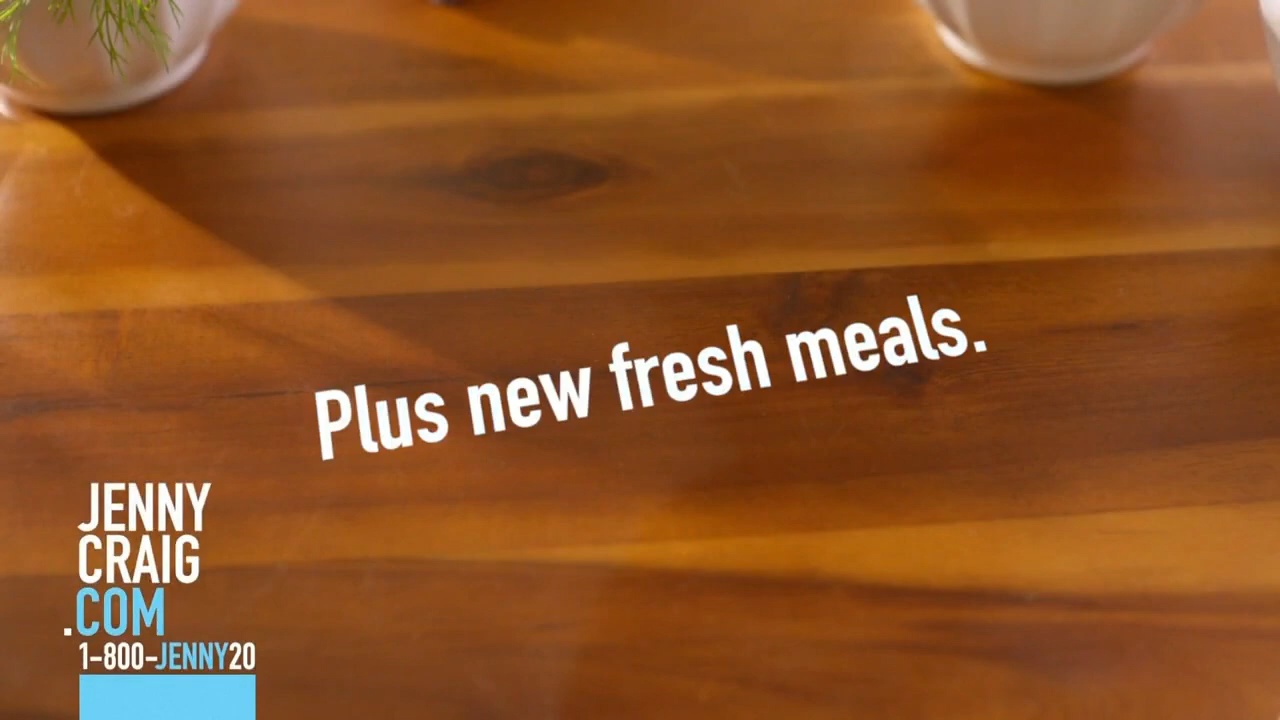 Plus new fresh meals.
JENNY
CRAIG
.COM
1-800-JENNY20